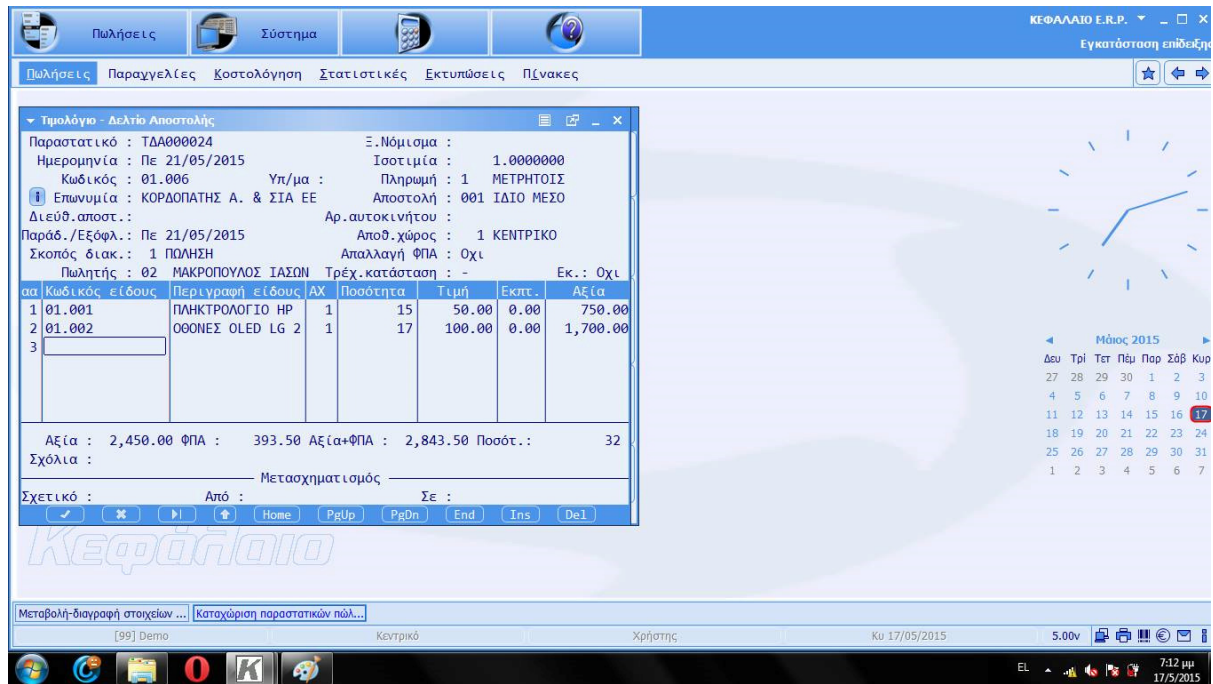 Πωλήσεις Σύστημα
ΚΕΦΑΛΑΙΟ E.R.P.
Εγκατάσταση επίδειξης
Πωλήσεις Παραγγελίες Κοστολόγηση Στατιστικές Εκτυπώσεις Πίνακες
Τιμολόγιο - Δελτίο Αποστολής
Παραστατικό : ΤΔΑ000024 Ξ.Νόμισμα :
Ημερομηνία : Πε 21/05/2015 Ισοτιμία : 1.0000000
Κωδικός : 01.006 Υπ/μα : Πληρωμή : 1 ΜΕΤΡΗΤΟΙΣ
Επωνυμία : ΚΟΡΔΟΠΑΤΗΣ Α. & ΣΙΑ ΕΕ Αποστολή : 001 ΙΔΙΟ ΜΕΣΟ
Διεύθ.αποστ.: Αρ.αυτοκινήτου :
Παράδ./Εξόφλ.: Πε 21/05/2015 Αποθ.χώρος : 1 ΚΕΝΤΡΙΚΟ
Σκοπός διακ.: 1 ΠΩΛΗΣΗ Απαλλαγή ΦΠΑ : Οχι
Πωλητής : 02 ΜΑΚΡΟΠΟΥΛΟΣ ΙΑΣΩΝ Τρέχ.κατάσταση : - Εκ.: Οχι
αα Κωδικός είδους Περιγραφή είδους ΑΧ Ποσότητα Τιμή Εκπτ. Αξία
1 01.001 ΠΛΗΚΤΡΟΛΟΓΙΟ HP 1 15 50.00 0.00 750.00
2 01.002 ΟΘΟΝΕΣ OLED LG 2 1 17 100.00 0.00 1,700.00
3
Αξία : 2,450.00 ΦΠΑ : 393.50 Αξία+ΦΠΑ : 2,843.50 Ποσότ.: 32
Σχόλια :
Μετασχηματισμός
Σχετικό : Από : Σε :
Home PgUp PgDn End Ins Del
Κεφάλαιο
Μάιος 2015
Δευ Τρί Τετ Πέμ Παρ Σάβ Κυρ
27 28 29 30 1 2 3
4 5 6 7 8 9 10
11 12 13 14 15 16 17
18 19 20 21 22 23 24
25 26 27 28 29 30 31
1 2 3 4 5 6 7
Μεταβολή-διαγραφή στοιχείων ... Καταχώριση παραστατικών πώλ...
[99] Demo Κεντρικό Χρήστης Κυ 17/05/2015 5.00v
EL 7:12 μμ
17/5/2015